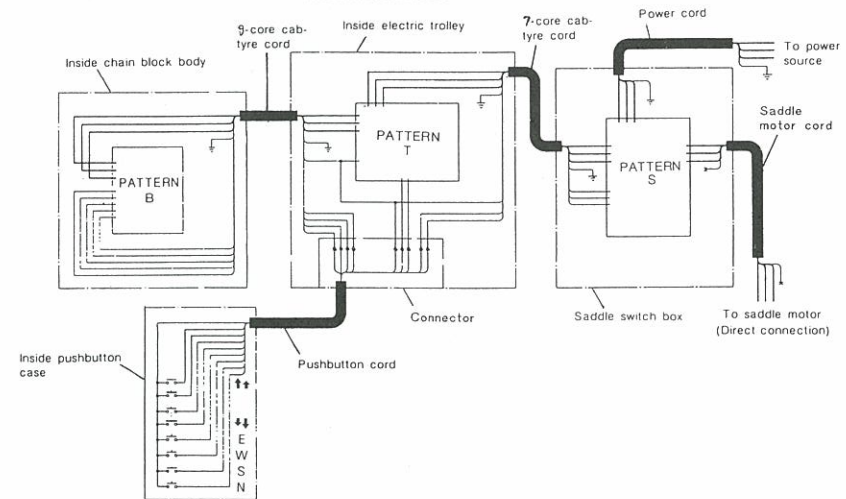 Power cord
Inside electric trolley
7-core cab-
tyre cord
9-core cab-
tyre cord
To power
source
Inside chain block body
Saddle
motor cord
PATTERN
T
PATTERN
B
PATTERN
S
Connector
Saddle switch box
To saddle motor
(Direct connection)
Inside pushbutton
case
Pushbutton cord
E
W
S
N